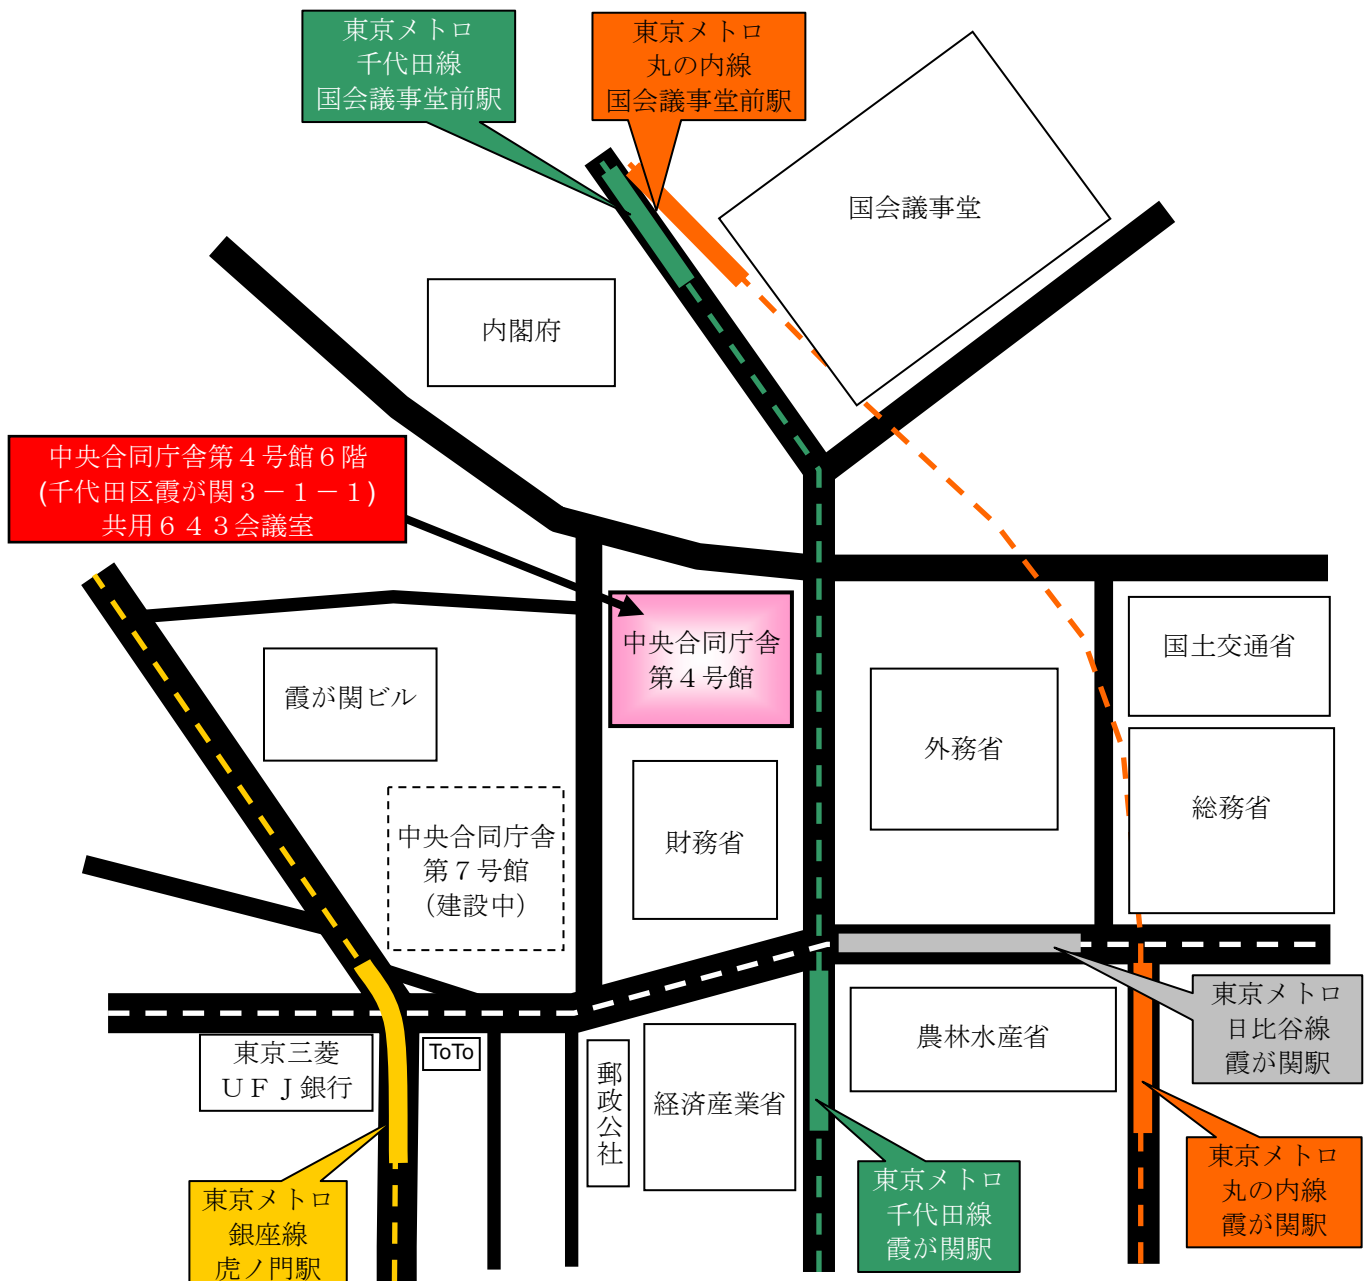 東京メトロ
千代田線
国会議事堂前駅
東京メトロ
丸の内線
国会議事堂前駅
国会議事堂
内閣府
中央合同庁舎第４号館６階
(千代田区霞が関３－１－１)
共用６４３会議室
中央合同庁舎
第４号館
国土交通省
霞が関ビル
外務省
総務省
中央合同庁舎
第７号館
（建設中）
財務省
東京メトロ
日比谷線
霞が関駅
農林水産省
東京三菱
ＵＦＪ銀行
ToTo
郵政公社
経済産業省
東京メトロ
丸の内線
霞が関駅
東京メトロ
千代田線
霞が関駅
東京メトロ
銀座線
虎ノ門駅